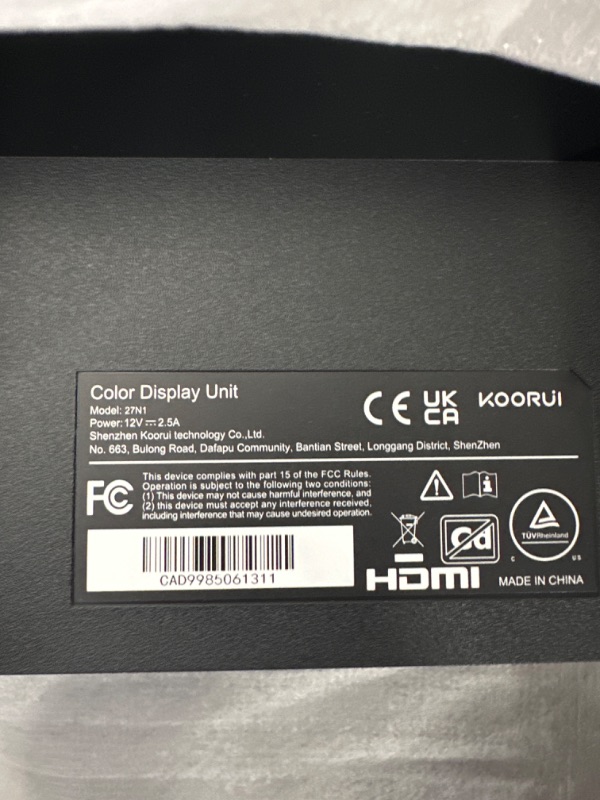 Color Display Unit
Model: 27N1
Power: 12V ⎓ 2.5A
Shenzhen Koorui technology Co.,Ltd.
No. 663, Bulong Road, Dafapu Community, Bantian Street, Longgang District, ShenZhen
CE UK CA KOORUI
FC
This device complies with part 15 of the FCC Rules.
Operation is subject to the following two conditions:
(1) This device may not cause harmful interference, and
(2) this device must accept any interference received,
including interference that may cause undesired operation.
CAD9985061311
Cd
TÜVRheinland
C US
HDMI
MADE IN CHINA